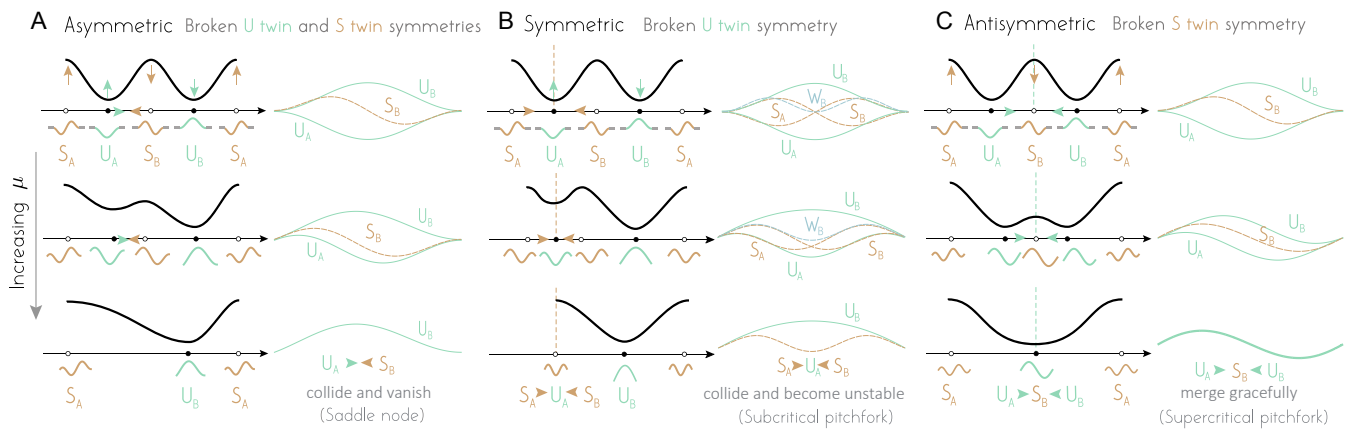 A Asymmetric Broken U twin and S twin symmetries
U_B
S_B
U_A
S_A U_A S_B U_B S_A
Increasing μ
U_B
S_B
U_A
U_B
U_A S_B
S_A U_B S_A
collide and vanish
(Saddle node)
B Symmetric Broken U twin symmetry
U_B
W_B
S_A S_B
U_A
S_A U_A S_B U_B S_A
U_B
W_B
S_A S_B
U_A
U_B
S_A U_A S_B
S_A U_A S_B U_B
collide and become unstable
(Subcritical pitchfork)
C Antisymmetric Broken S twin symmetry
U_B
S_B
U_A
S_A U_A S_B U_B S_A
U_B
S_B
U_A
U_A S_B U_B
S_A U_A S_B U_B S_A
merge gracefully
(Supercritical pitchfork)